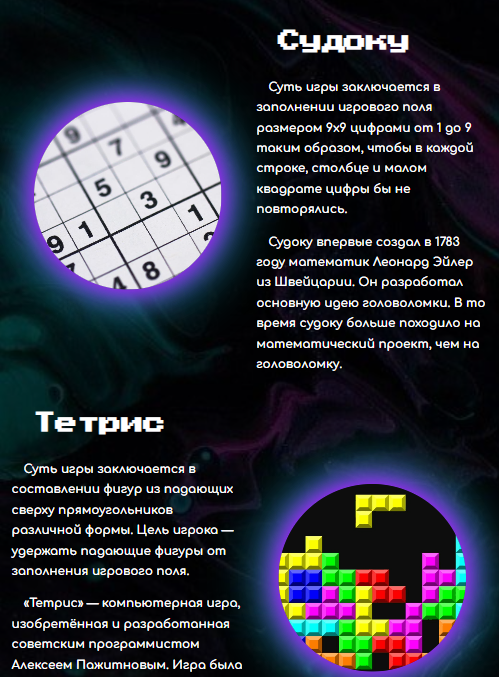 Судоку
Суть игры заключается в
заполнении игрового поля
размером 9х9 цифрами от 1 до 9
таким образом, чтобы в каждой
строке, столбце и малом
квадрате цифры бы не
повторялись.
Судоку впервые создал в 1783
году математик Леонард Эйлер
из Швейцарии. Он разработал
основную идею головоломки. В то
время судоку больше походило на
математический проект, чем на
головоломку.
9
4
7
9
5
3
1
9 1
7
4 8
Тетрис
Суть игры заключается в
составлении фигур из падающих
сверху прямоугольников
различной формы. Цель игрока —
удержать падающие фигуры от
заполнения игрового поля.
«Тетрис» — компьютерная игра,
изобретённая и разработанная
советским программистом
Алексеем Пажитновым. Игра была